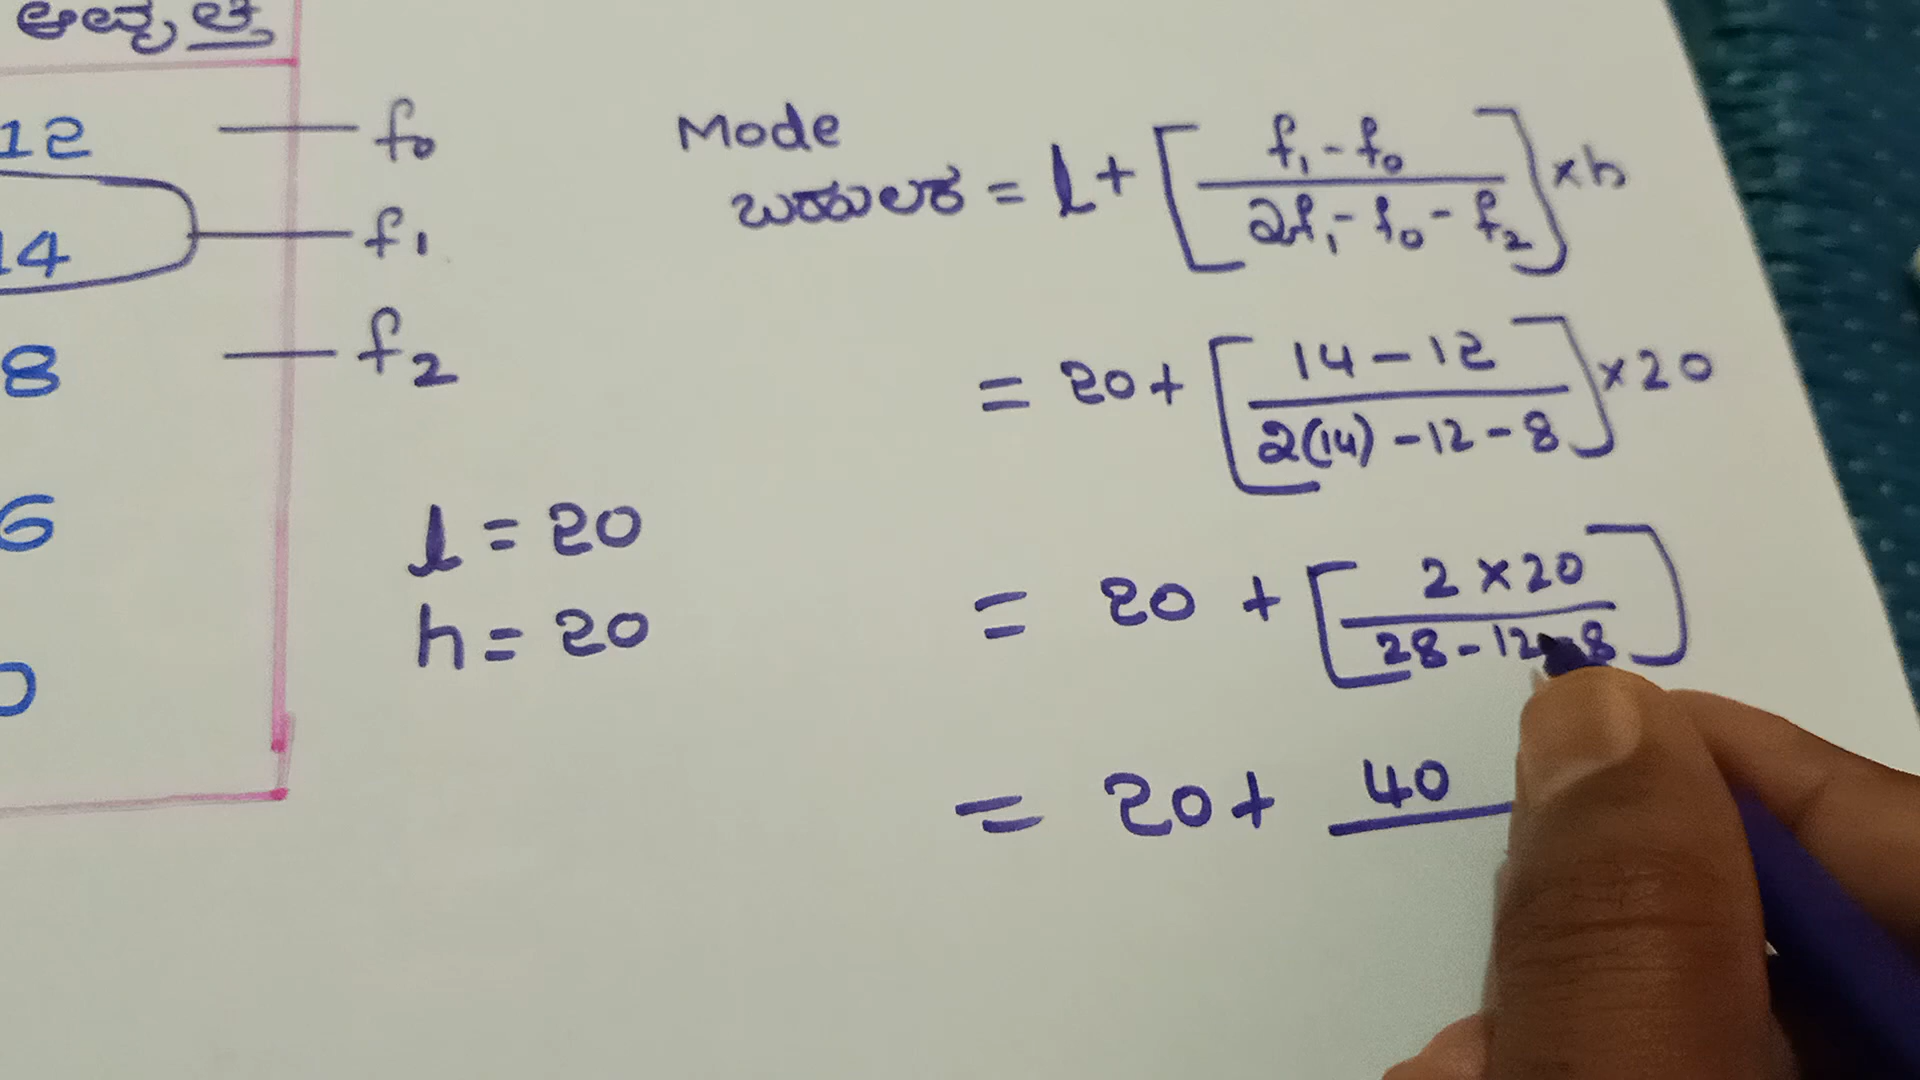 ಆವೃತ್ತಿ
12 — f₀
14 — f₁
8 — f₂
6
0
l = 20
h = 20
Mode
ಬಹುಲಕ = l + [ (f₁ - f₀) / (2f₁ - f₀ - f₂) ] × h
= 20 + [ (14 - 12) / (2(14) - 12 - 8) ] × 20
= 20 + [ (2 × 20) / (28 - 12 - 8) ]
= 20 + 40